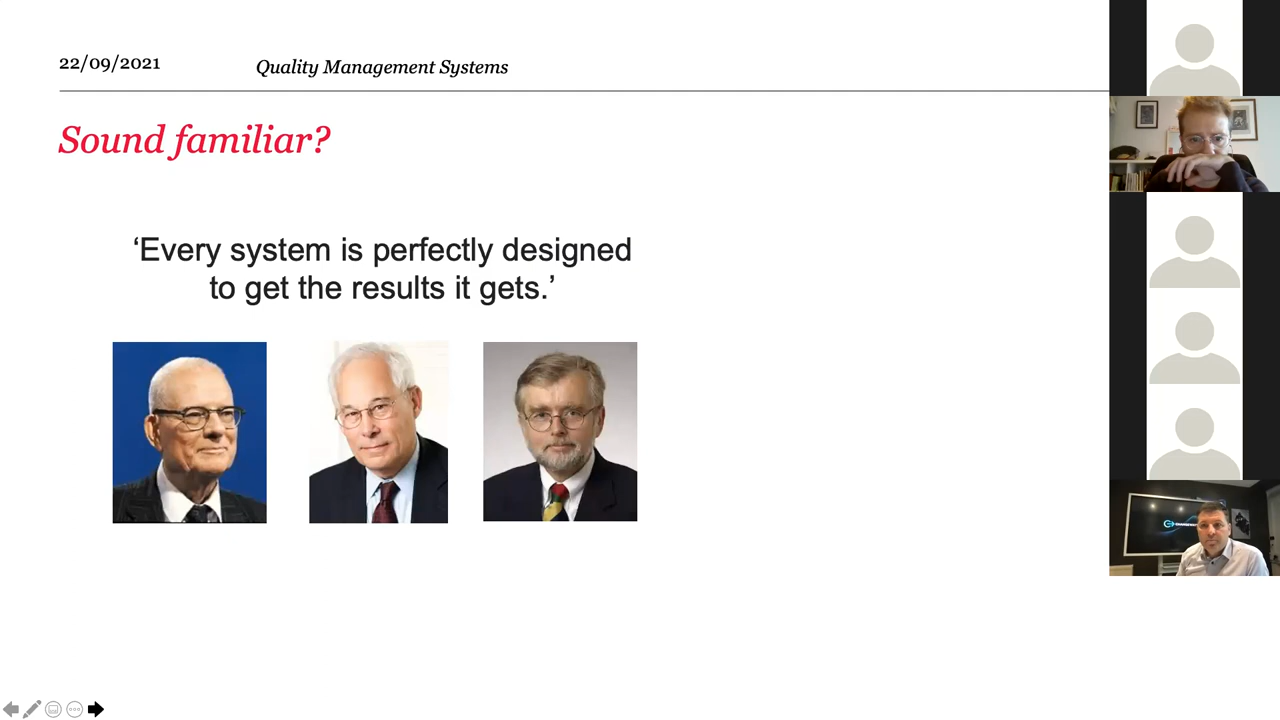 22/09/2021
Quality Management Systems
Sound familiar?
‘Every system is perfectly designed
to get the results it gets.’